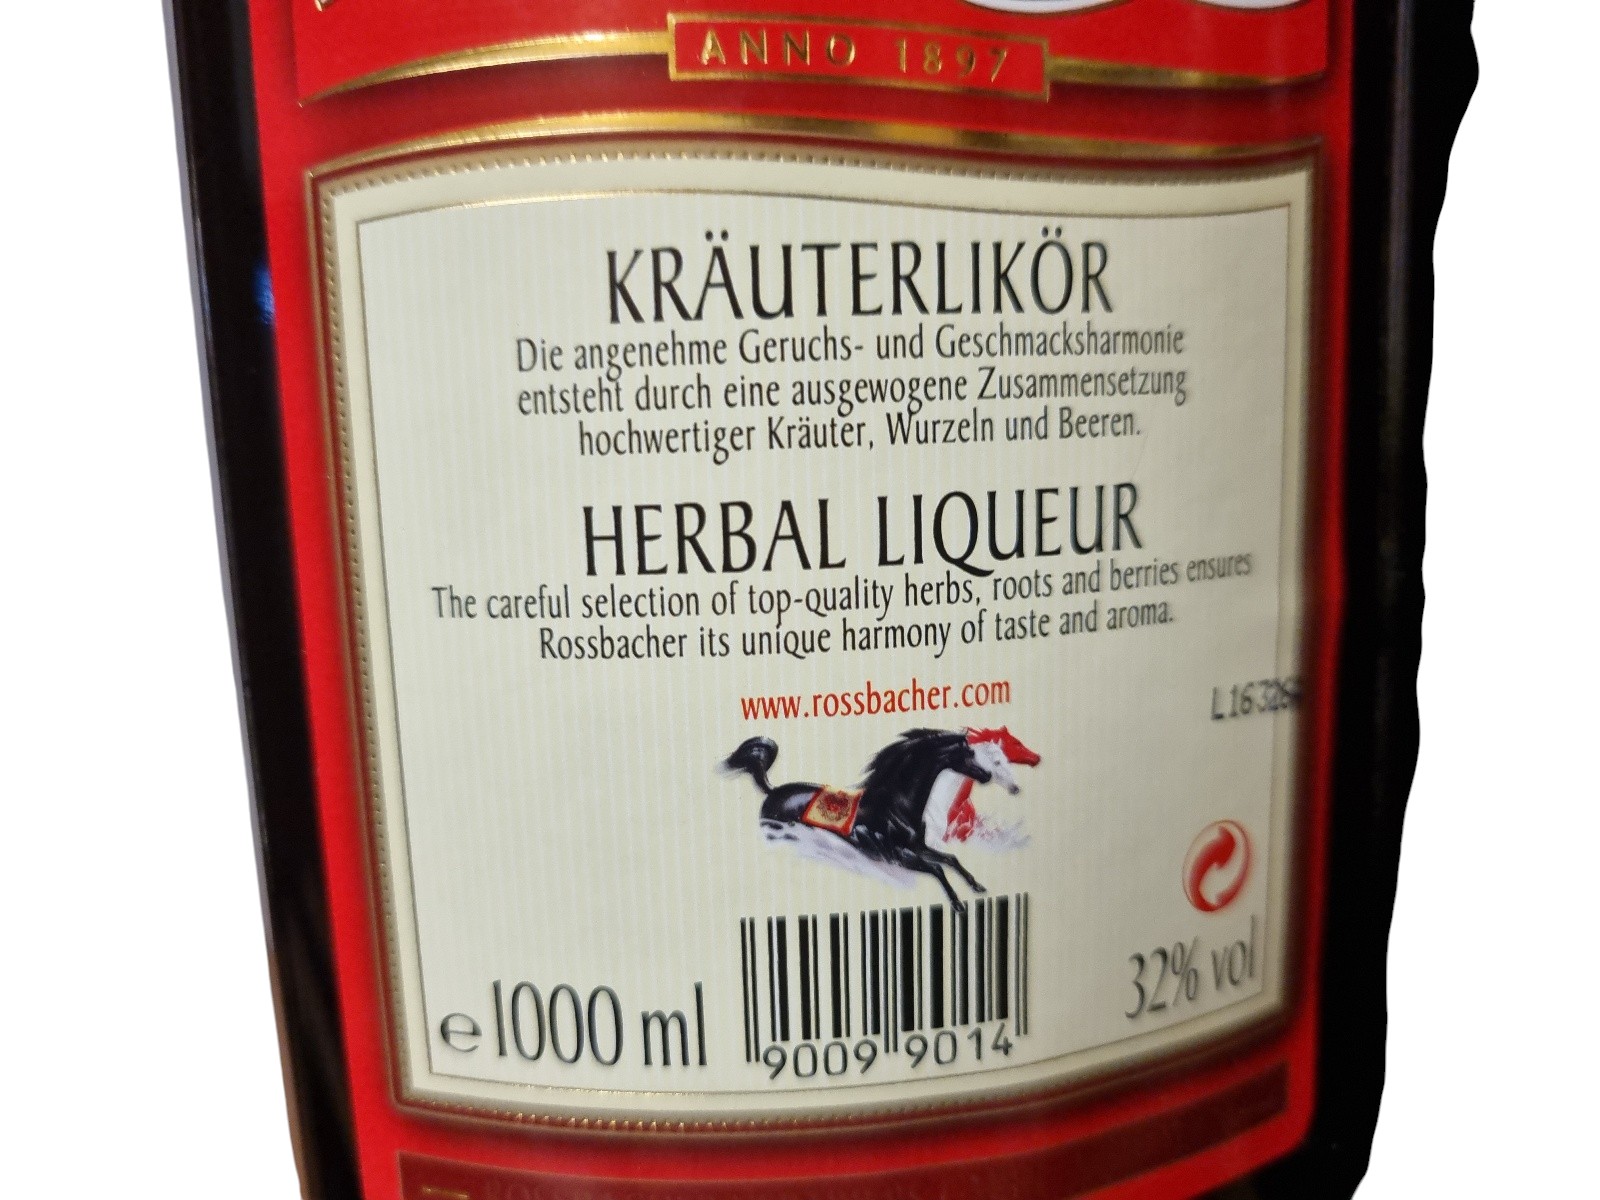 ANNO 1897
KRÄUTERLIKÖR
Die angenehme Geruchs- und Geschmacksharmonie
entsteht durch eine ausgewogene Zusammensetzung
hochwertiger Kräuter, Wurzeln und Beeren.
HERBAL LIQUEUR
The careful selection of top-quality herbs, roots and berries ensures
Rossbacher its unique harmony of taste and aroma.
www.rossbacher.com
32% vol
e 1000 ml
9009 9014